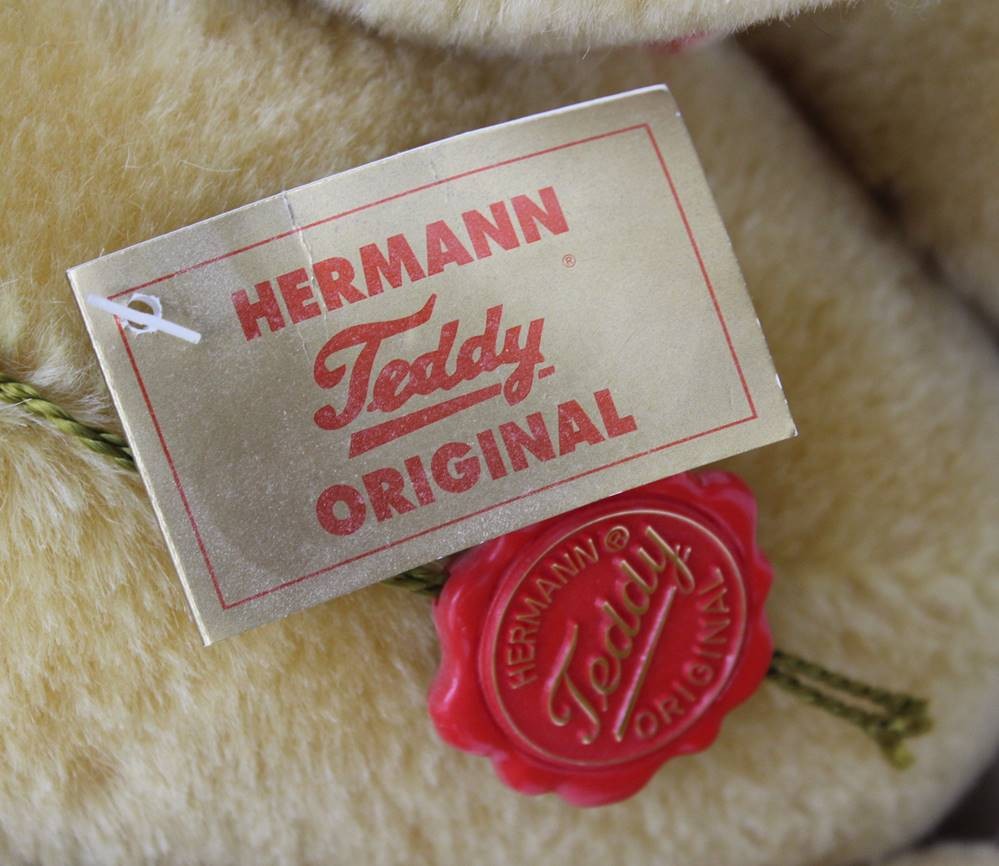 HERMANN
®
Teddy
ORIGINAL
HERMANN ®
Teddy
ORIGINAL